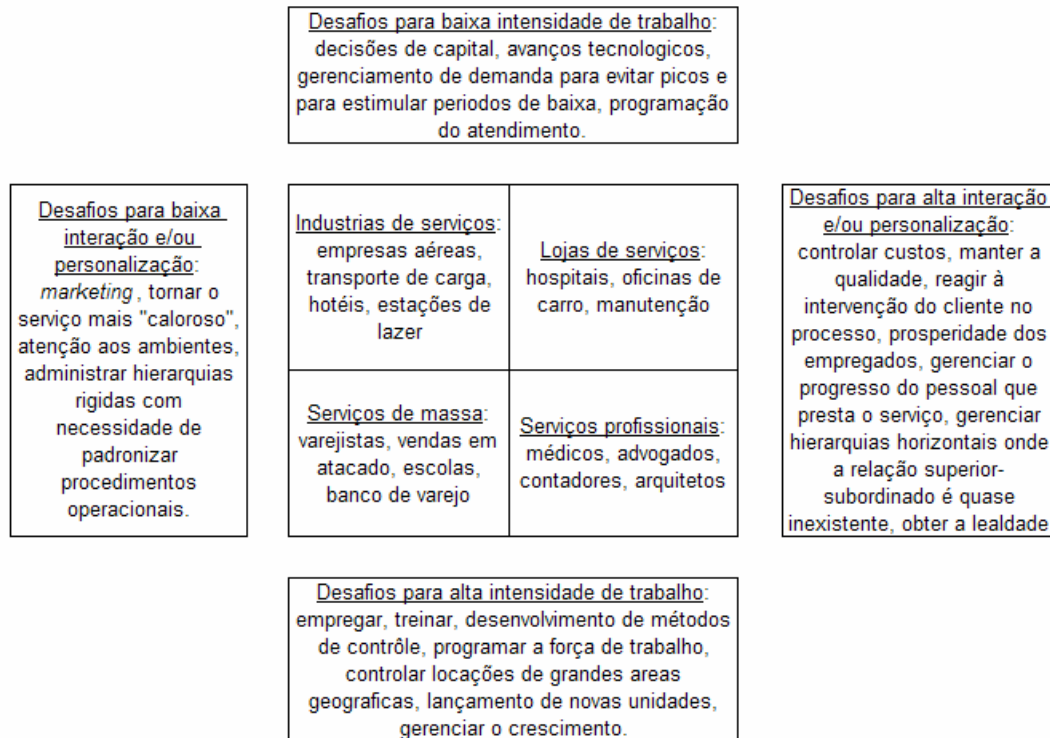 Desafios para baixa intensidade de trabalho:
decisões de capital, avanços tecnologicos,
gerenciamento de demanda para evitar picos e
para estimular periodos de baixa, programação
do atendimento.
Desafios para baixa
interação e/ou
personalização:
marketing, tornar o
serviço mais "caloroso",
atenção aos ambientes,
administrar hierarquias
rigidas com
necessidade de
padronizar
procedimentos
operacionais.
Industrias de serviços:
empresas aéreas,
transporte de carga,
hotéis, estações de
lazer
Lojas de serviços:
hospitais, oficinas de
carro, manutenção
Serviços de massa:
varejistas, vendas em
atacado, escolas,
banco de varejo
Serviços profissionais:
médicos, advogados,
contadores, arquitetos
Desafios para alta interação
e/ou personalização:
controlar custos, manter a
qualidade, reagir à
intervenção do cliente no
processo, prosperidade dos
empregados, gerenciar o
progresso do pessoal que
presta o serviço, gerenciar
hierarquias horizontais onde
a relação superior-
subordinado é quase
inexistente, obter a lealdade
Desafios para alta intensidade de trabalho:
empregar, treinar, desenvolvimento de métodos
de contrôle, programar a força de trabalho,
controlar locações de grandes areas
geograficas, lançamento de novas unidades,
gerenciar o crescimento.